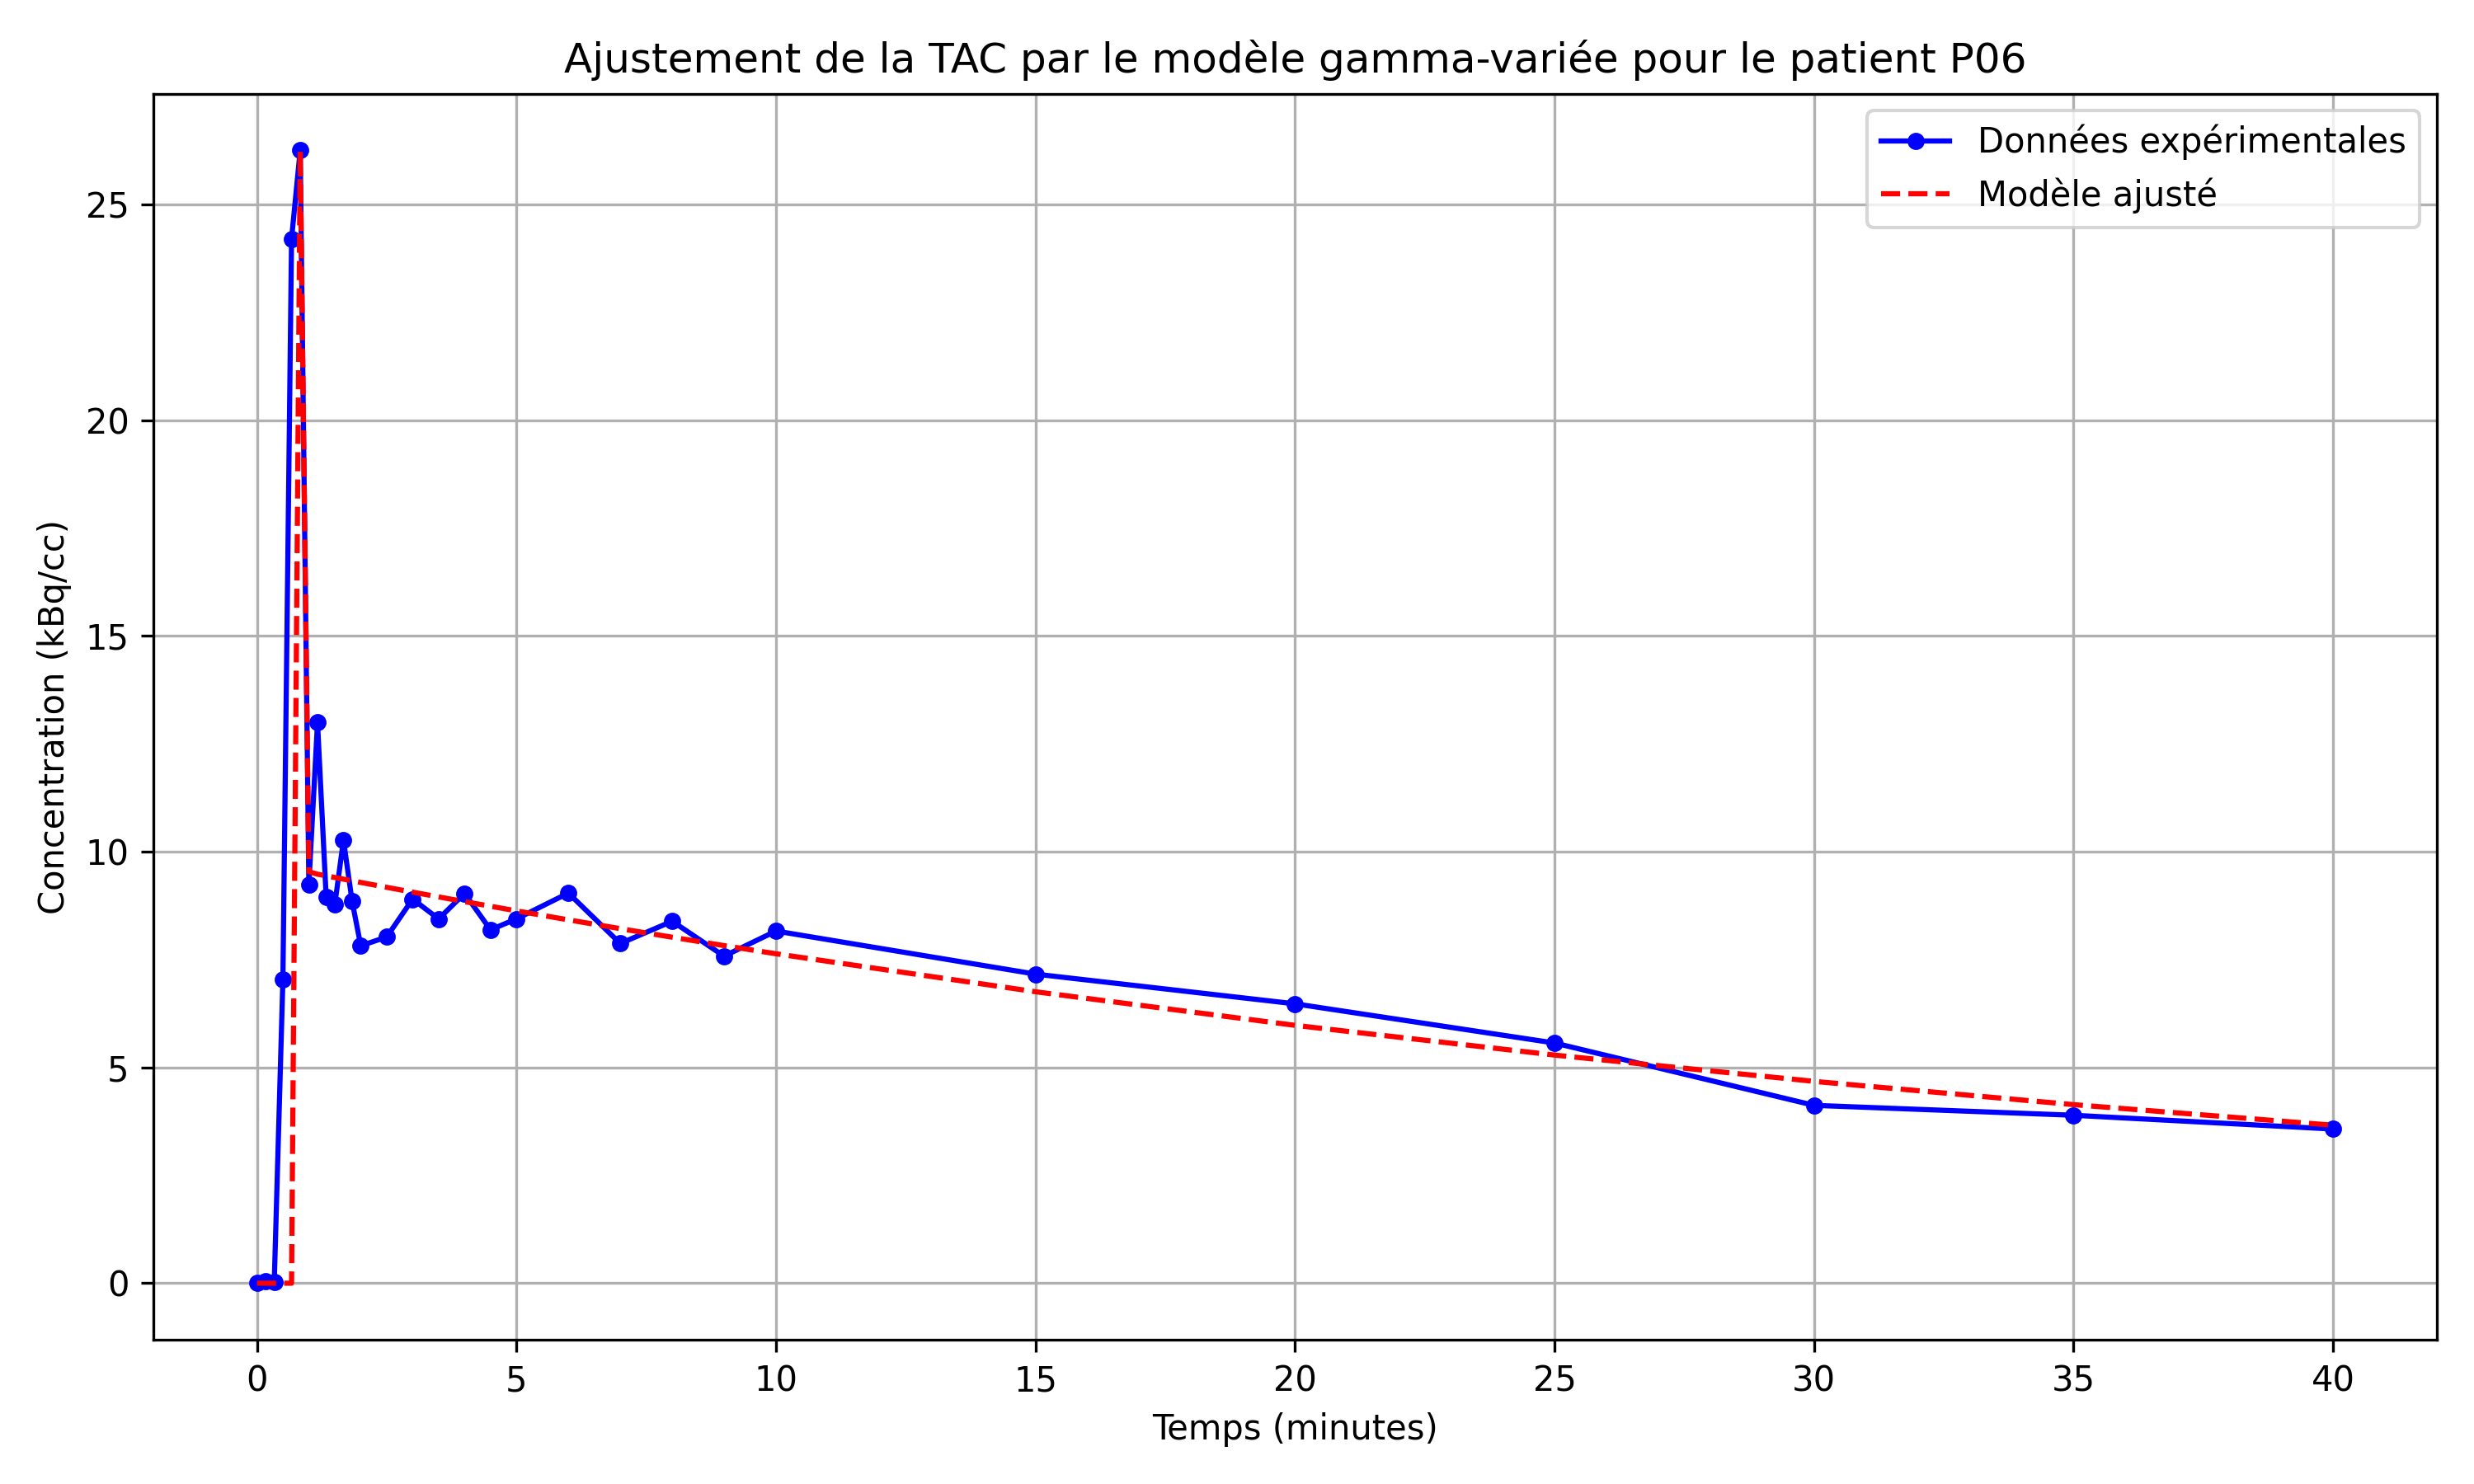 Ajustement de la TAC par le modèle gamma-variée pour le patient P06
Données expérimentales
Modèle ajusté
Concentration (kBq/cc)
25
20
15
10
5
0
0 5 10 15 20 25 30 35 40
Temps (minutes)